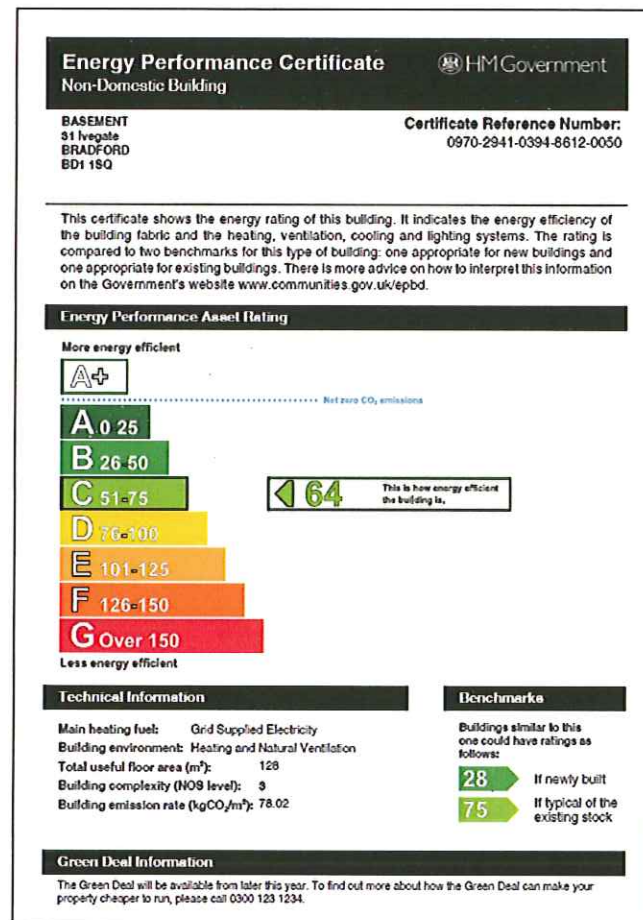 Energy Performance Certificate
HM Government
Non-Domestic Building
BASEMENT
31 Ivegate
BRADFORD
BD1 1SQ
Certificate Reference Number:
0970-2941-0394-8612-0050
This certificate shows the energy rating of this building. It indicates the energy efficiency of
the building fabric and the heating, ventilation, cooling and lighting systems. The rating is
compared to two benchmarks for this type of building: one appropriate for new buildings and
one appropriate for existing buildings. There is more advice on how to interpret this information
on the Government's website www.communities.gov.uk/epbd.
Energy Performance Asset Rating
More energy efficient
A+
Net zero CO₂ emissions
A 0-25
B 26-50
C 51-75
64
This is how energy efficient
the building is.
D 76-100
E 101-125
F 126-150
G Over 150
Less energy efficient
Technical Information
Main heating fuel: Grid Supplied Electricity
Building environment: Heating and Natural Ventilation
Total useful floor area (m²): 128
Building complexity (NOS level): 3
Building emission rate (kgCO₂/m²): 78.02
Benchmarks
Buildings similar to this
one could have ratings as
follows:
28 If newly built
75 If typical of the
existing stock
Green Deal Information
The Green Deal will be available from later this year. To find out more about how the Green Deal can make your
property cheaper to run, please call 0300 123 1234.